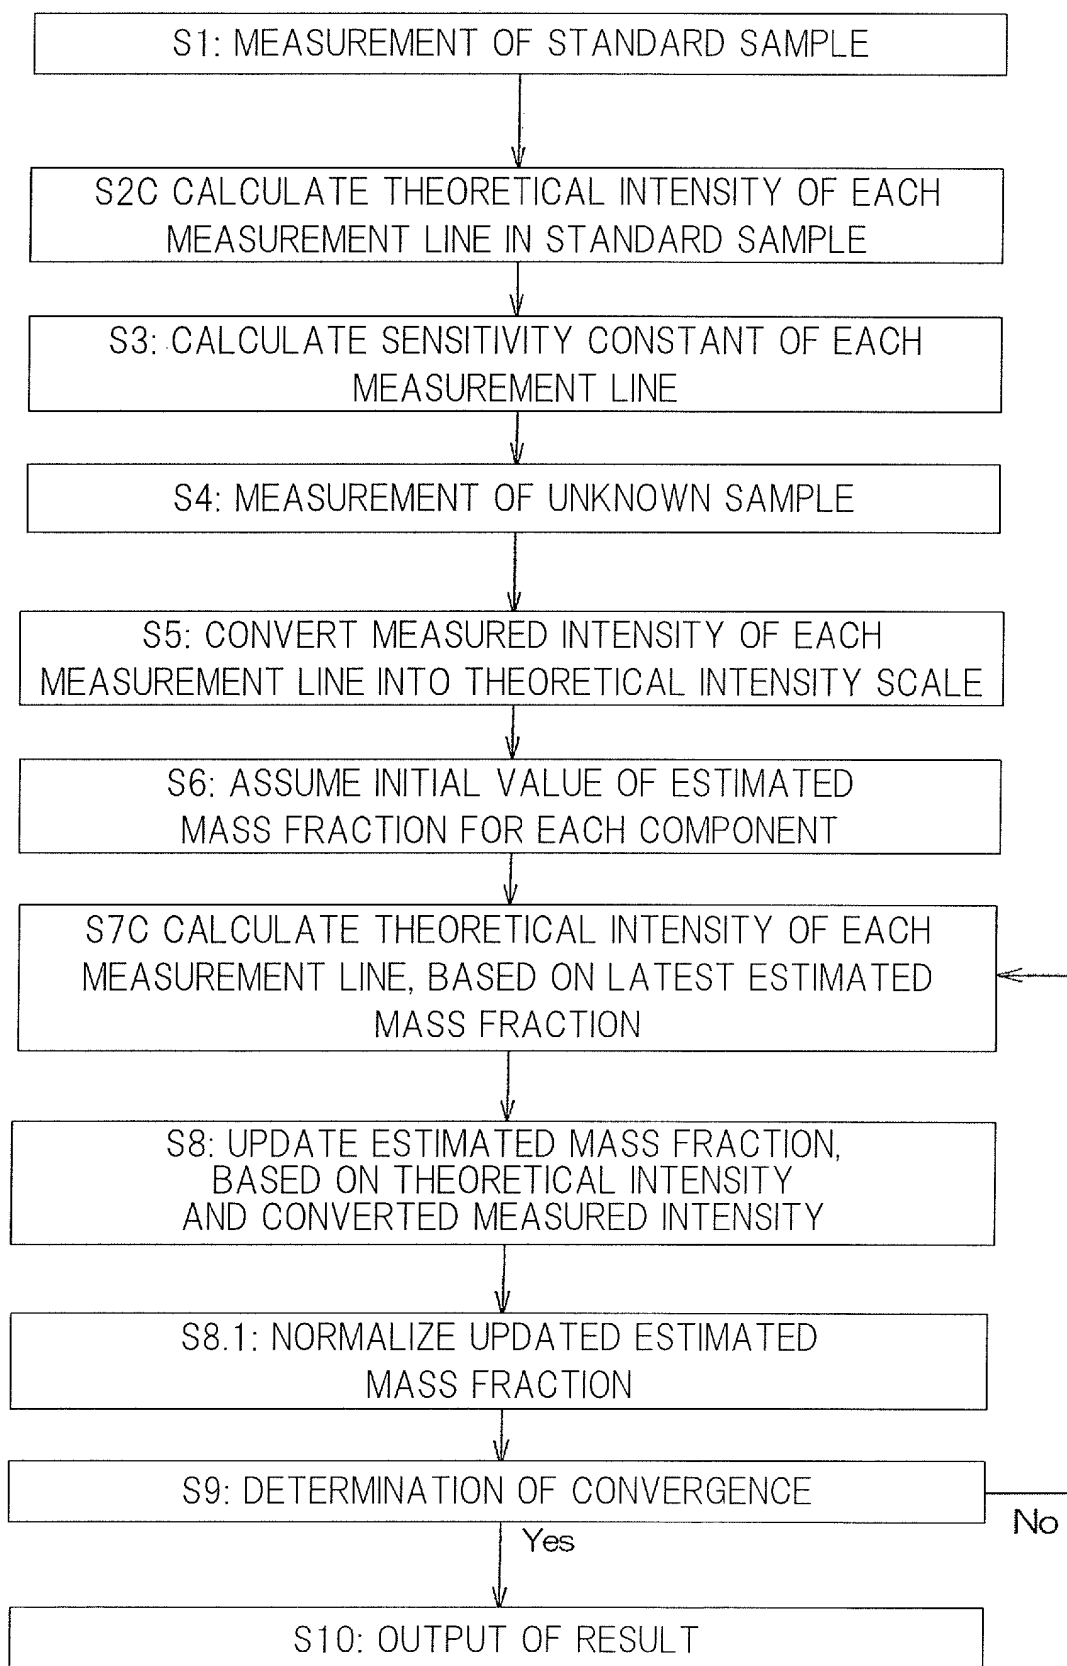 S1: MEASUREMENT OF STANDARD SAMPLE
S2C CALCULATE THEORETICAL INTENSITY OF EACH
MEASUREMENT LINE IN STANDARD SAMPLE
S3: CALCULATE SENSITIVITY CONSTANT OF EACH
MEASUREMENT LINE
S4: MEASUREMENT OF UNKNOWN SAMPLE
S5: CONVERT MEASURED INTENSITY OF EACH
MEASUREMENT LINE INTO THEORETICAL INTENSITY SCALE
S6: ASSUME INITIAL VALUE OF ESTIMATED
MASS FRACTION FOR EACH COMPONENT
S7C CALCULATE THEORETICAL INTENSITY OF EACH
MEASUREMENT LINE, BASED ON LATEST ESTIMATED
MASS FRACTION
S8: UPDATE ESTIMATED MASS FRACTION,
BASED ON THEORETICAL INTENSITY
AND CONVERTED MEASURED INTENSITY
S8.1: NORMALIZE UPDATED ESTIMATED
MASS FRACTION
S9: DETERMINATION OF CONVERGENCE
No
Yes
S10: OUTPUT OF RESULT